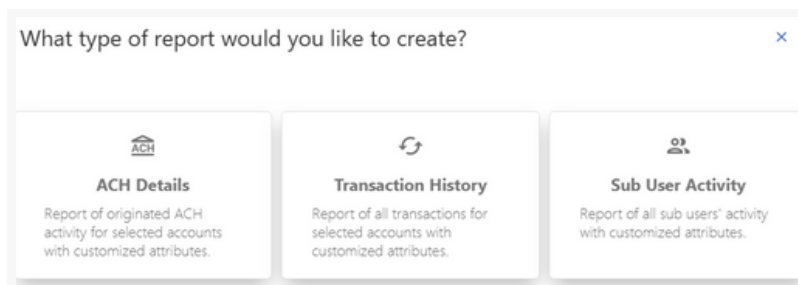 What type of report would you like to create?
ACH
ACH Details
Report of originated ACH
activity for selected accounts
with customized attributes.
Transaction History
Report of all transactions for
selected accounts with
customized attributes.
Sub User Activity
Report of all sub users' activity
with customized attributes.